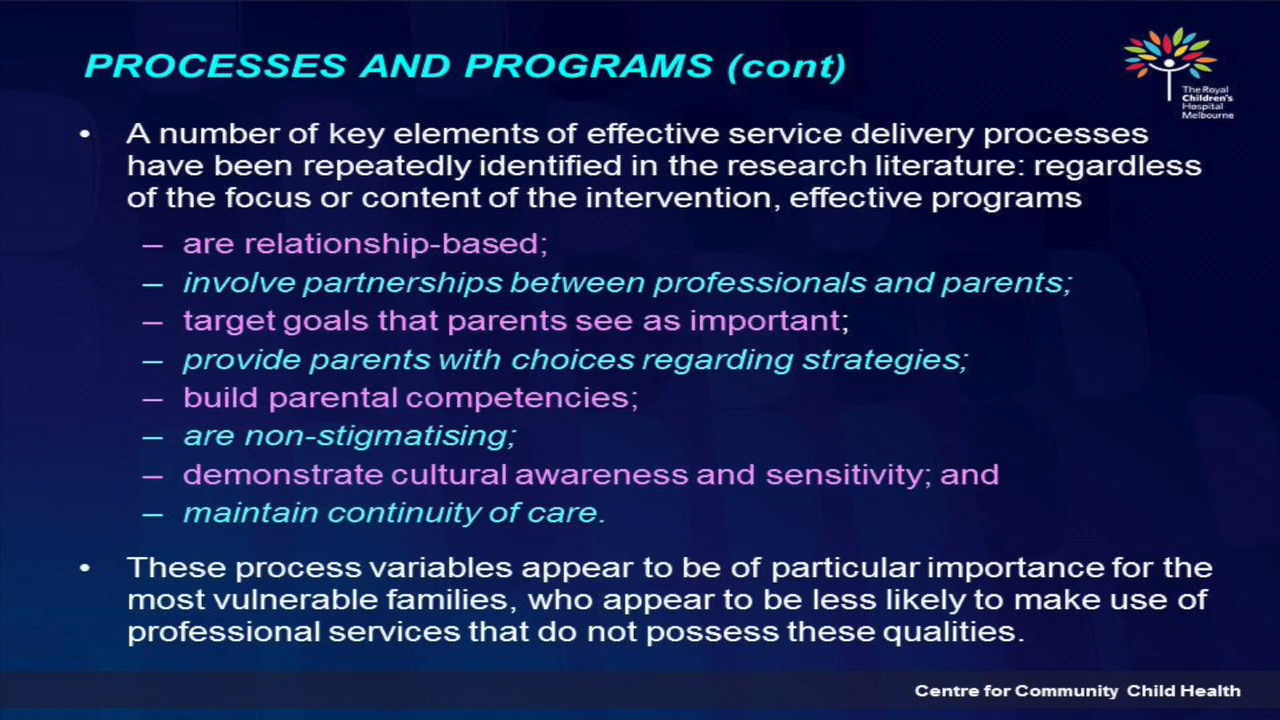 PROCESSES AND PROGRAMS (cont)
The Royal
Children's
Hospital
Melbourne
• A number of key elements of effective service delivery processes
have been repeatedly identified in the research literature: regardless
of the focus or content of the intervention, effective programs
– are relationship-based;
– involve partnerships between professionals and parents;
– target goals that parents see as important;
– provide parents with choices regarding strategies;
– build parental competencies;
– are non-stigmatising;
– demonstrate cultural awareness and sensitivity; and
– maintain continuity of care.
• These process variables appear to be of particular importance for the
most vulnerable families, who appear to be less likely to make use of
professional services that do not possess these qualities.
Centre for Community Child Health